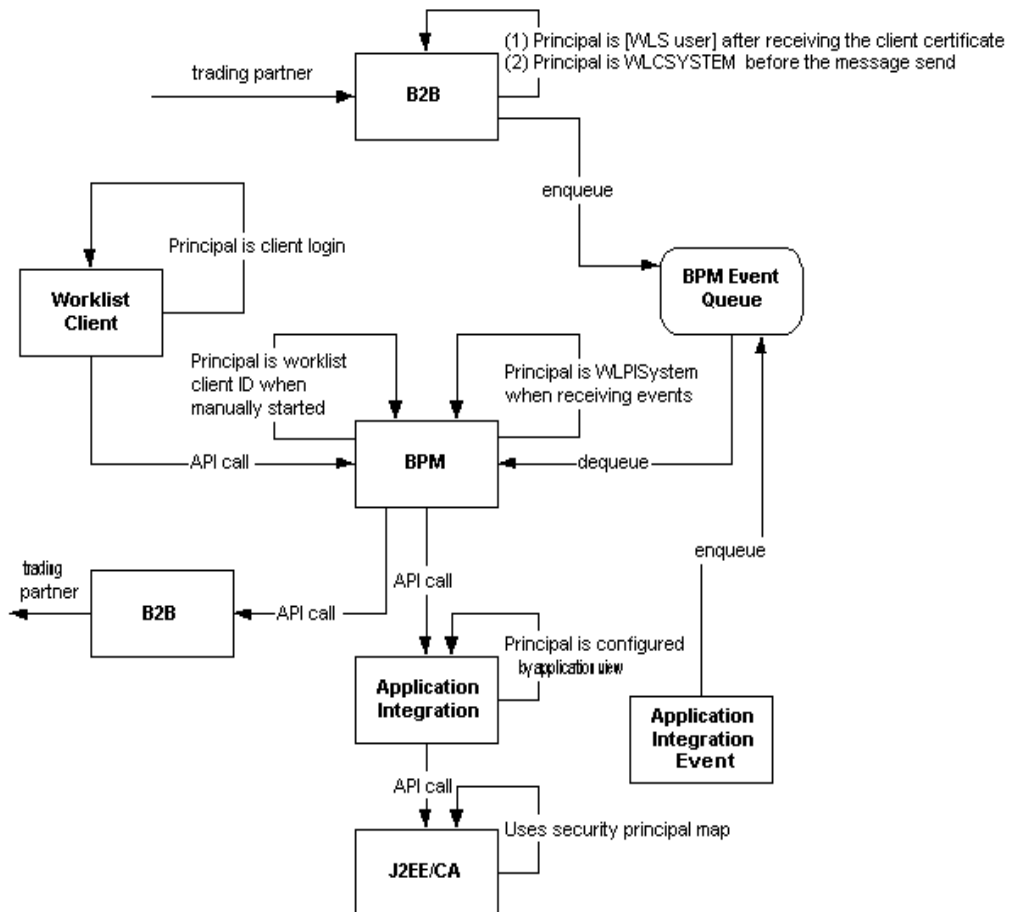 (1) Principal is [WLS user] after receiving the client certificate
(2) Principal is WLCSYSTEM before the message send
trading partner
B2B
enqueue
Principal is client login
Worklist
Client
BPM Event
Queue
Principal is worklist
client ID when
manually started
Principal is WLPISystem
when receiving events
API call
BPM
dequeue
enqueue
trading
partner
B2B
API call
API call
Principal is configured
by application view
Application
Integration
Application
Integration
Event
API call
Uses security principal map
J2EE/CA